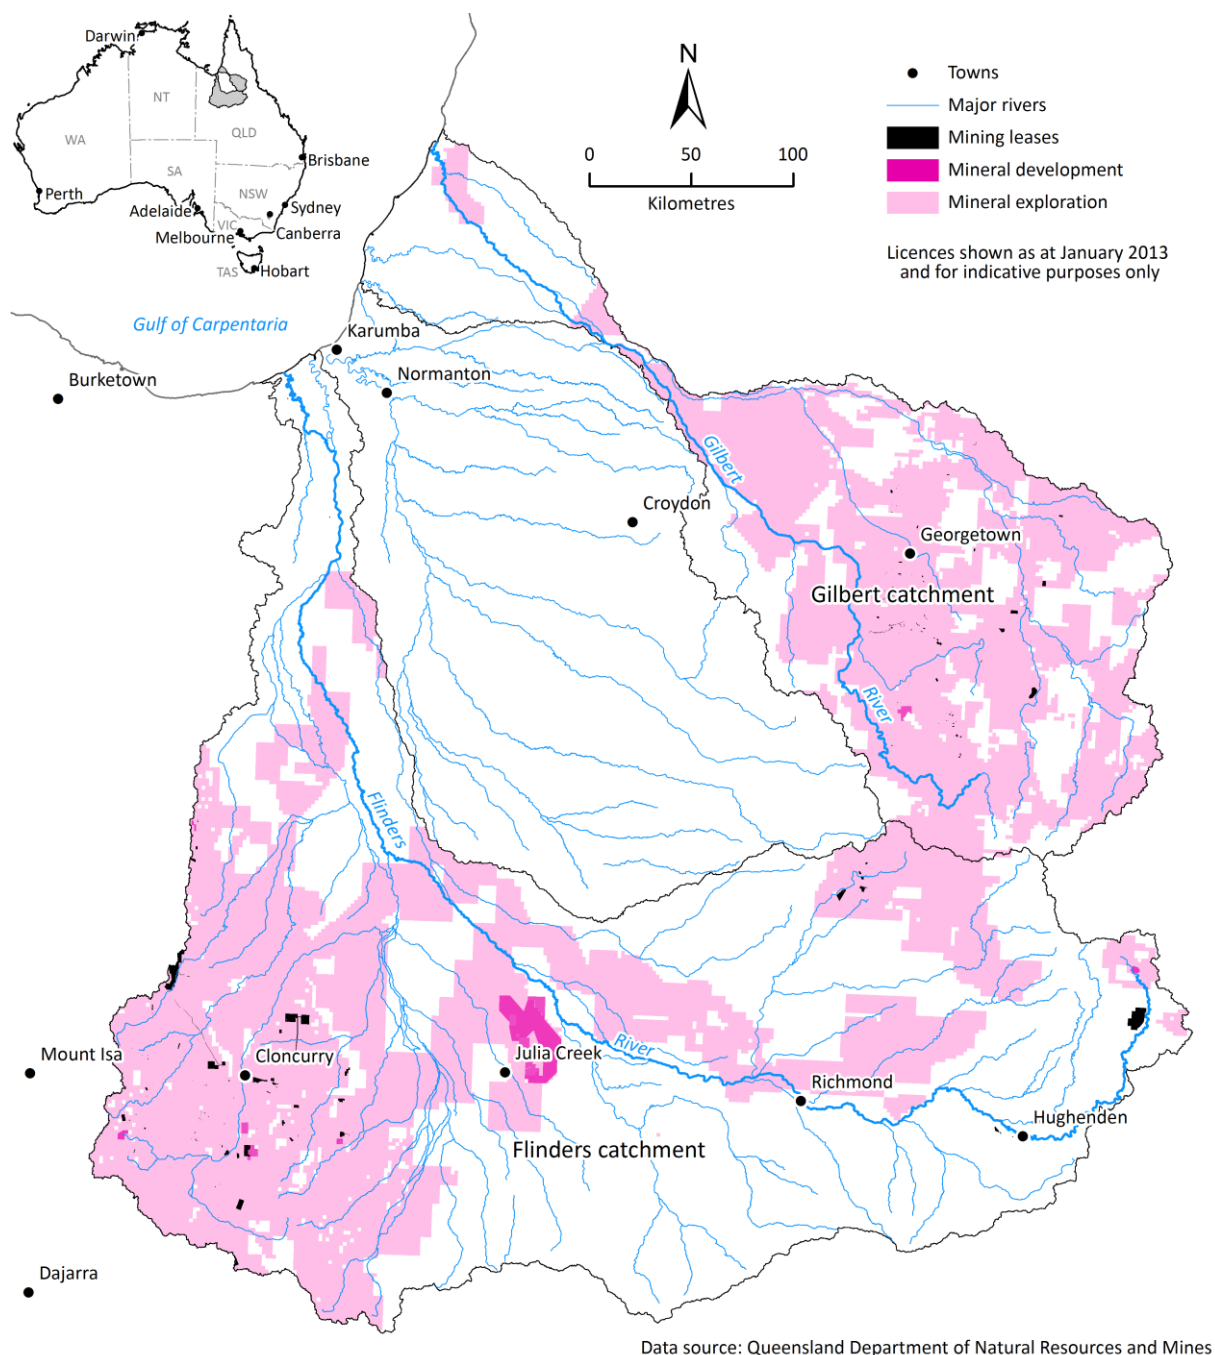 Darwin
NT
WA
QLD
SA
Brisbane
Perth
NSW
Adelaide
Sydney
VIC
Melbourne
Canberra
TAS
Hobart
N
0 50 100
Kilometres
Towns
Major rivers
Mining leases
Mineral development
Mineral exploration
Licences shown as at January 2013
and for indicative purposes only
Gulf of Carpentaria
Karumba
Burketown
Normanton
Gilbert
Croydon
Georgetown
Gilbert catchment
River
Flinders
Mount Isa
Cloncurry
Julia Creek
River
Richmond
Hughenden
Flinders catchment
Dajarra
Data source: Queensland Department of Natural Resources and Mines